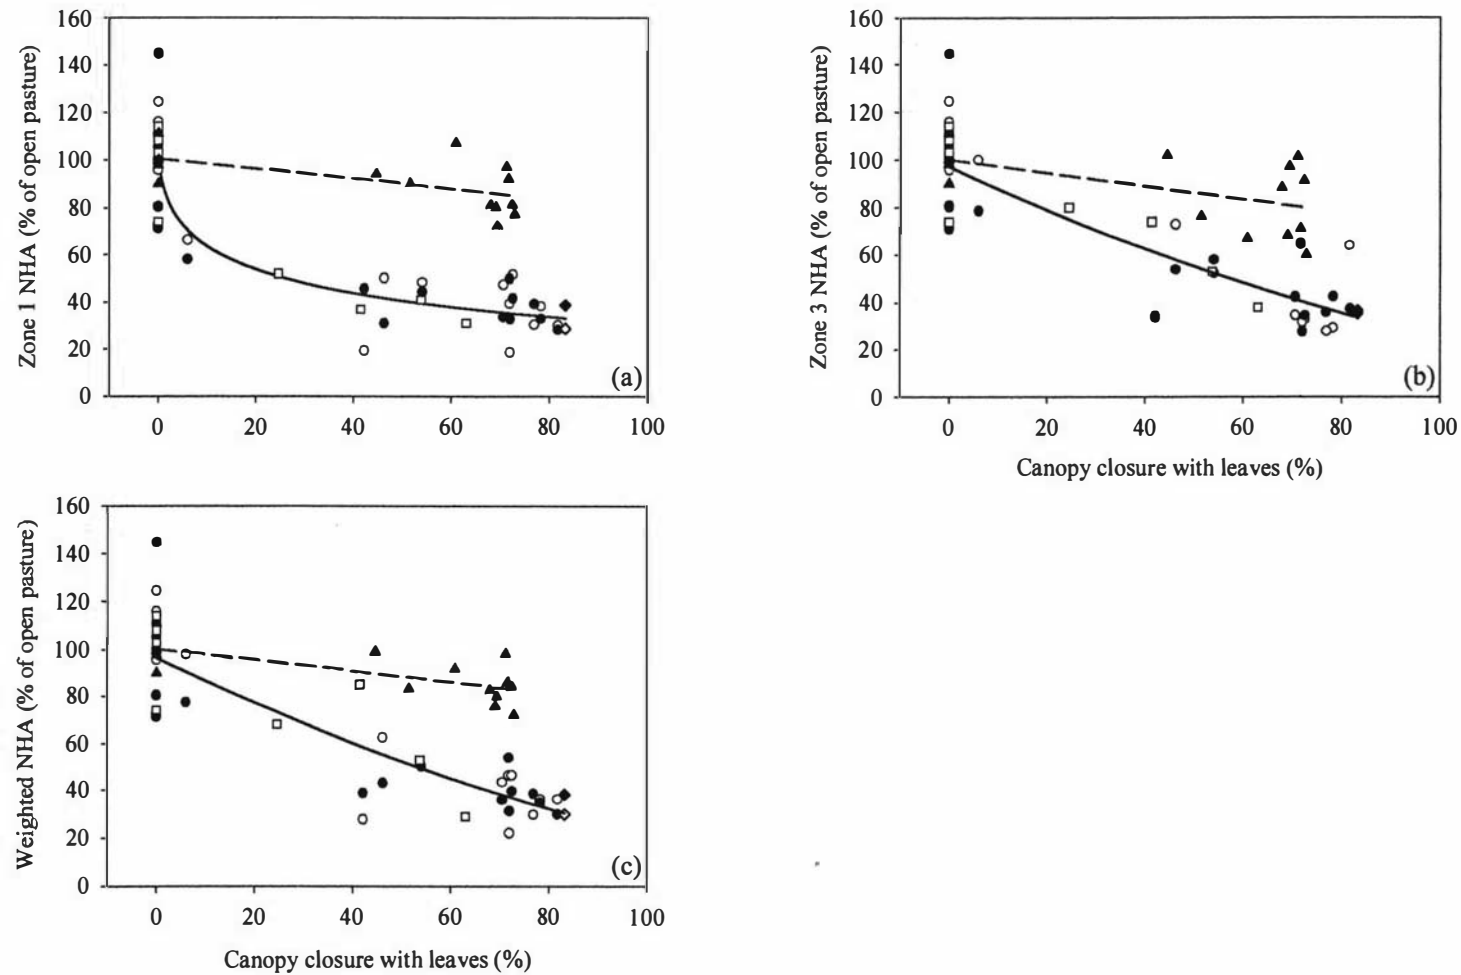 160
140
120
100
80
60
40
20
0
Zone 1 NHA (% of open pasture)
(a)
0 20 40 60 80 100
160
140
120
100
80
60
40
20
0
Zone 3 NHA (% of open pasture)
(b)
0 20 40 60 80 100
Canopy closure with leaves (%)
160
140
120
100
80
60
40
20
0
Weighted NHA (% of open pasture)
(c)
0 20 40 60 80 100
Canopy closure with leaves (%)